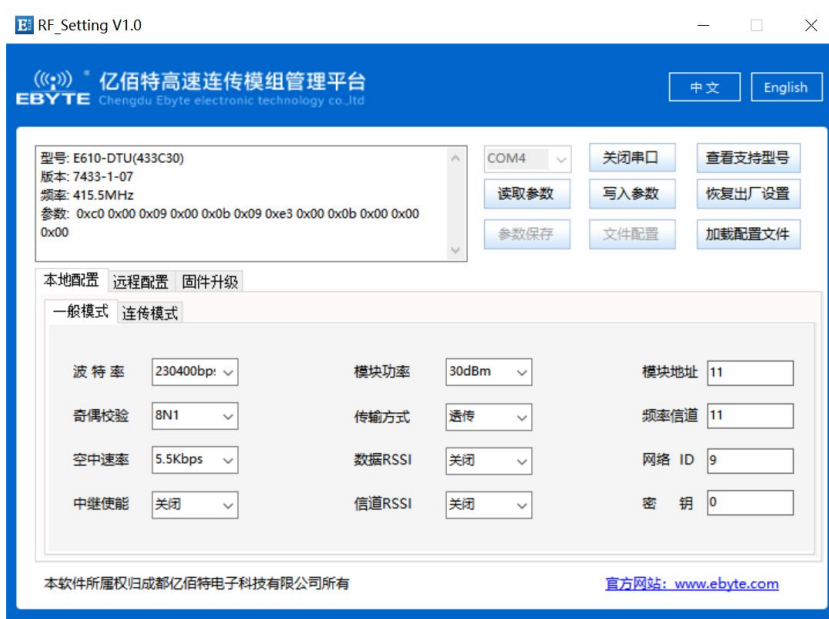 RF_Setting V1.0
EBYTE 亿佰特高速连传模组管理平台
Chengdu Ebyte electronic technology co.,ltd
中文 English
型号: E610-DTU(433C30)
版本: 7433-1-07
频率: 415.5MHz
参数: 0xc0 0x00 0x09 0x00 0x0b 0x09 0xe3 0x00 0x0b 0x00 0x00
0x00
COM4 关闭串口 查看支持型号
读取参数 写入参数 恢复出厂设置
参数保存 文件配置 加载配置文件
本地配置 远程配置 固件升级
一般模式 连传模式
波特率 230400bps 模块功率 30dBm 模块地址 11
奇偶校验 8N1 传输方式 透传 频率信道 11
空中速率 5.5Kbps 数据RSSI 关闭 网络 ID 9
中继使能 关闭 信道RSSI 关闭 密 钥 0
本软件所属权归成都亿佰特电子科技有限公司所有 官方网站：www.ebyte.com